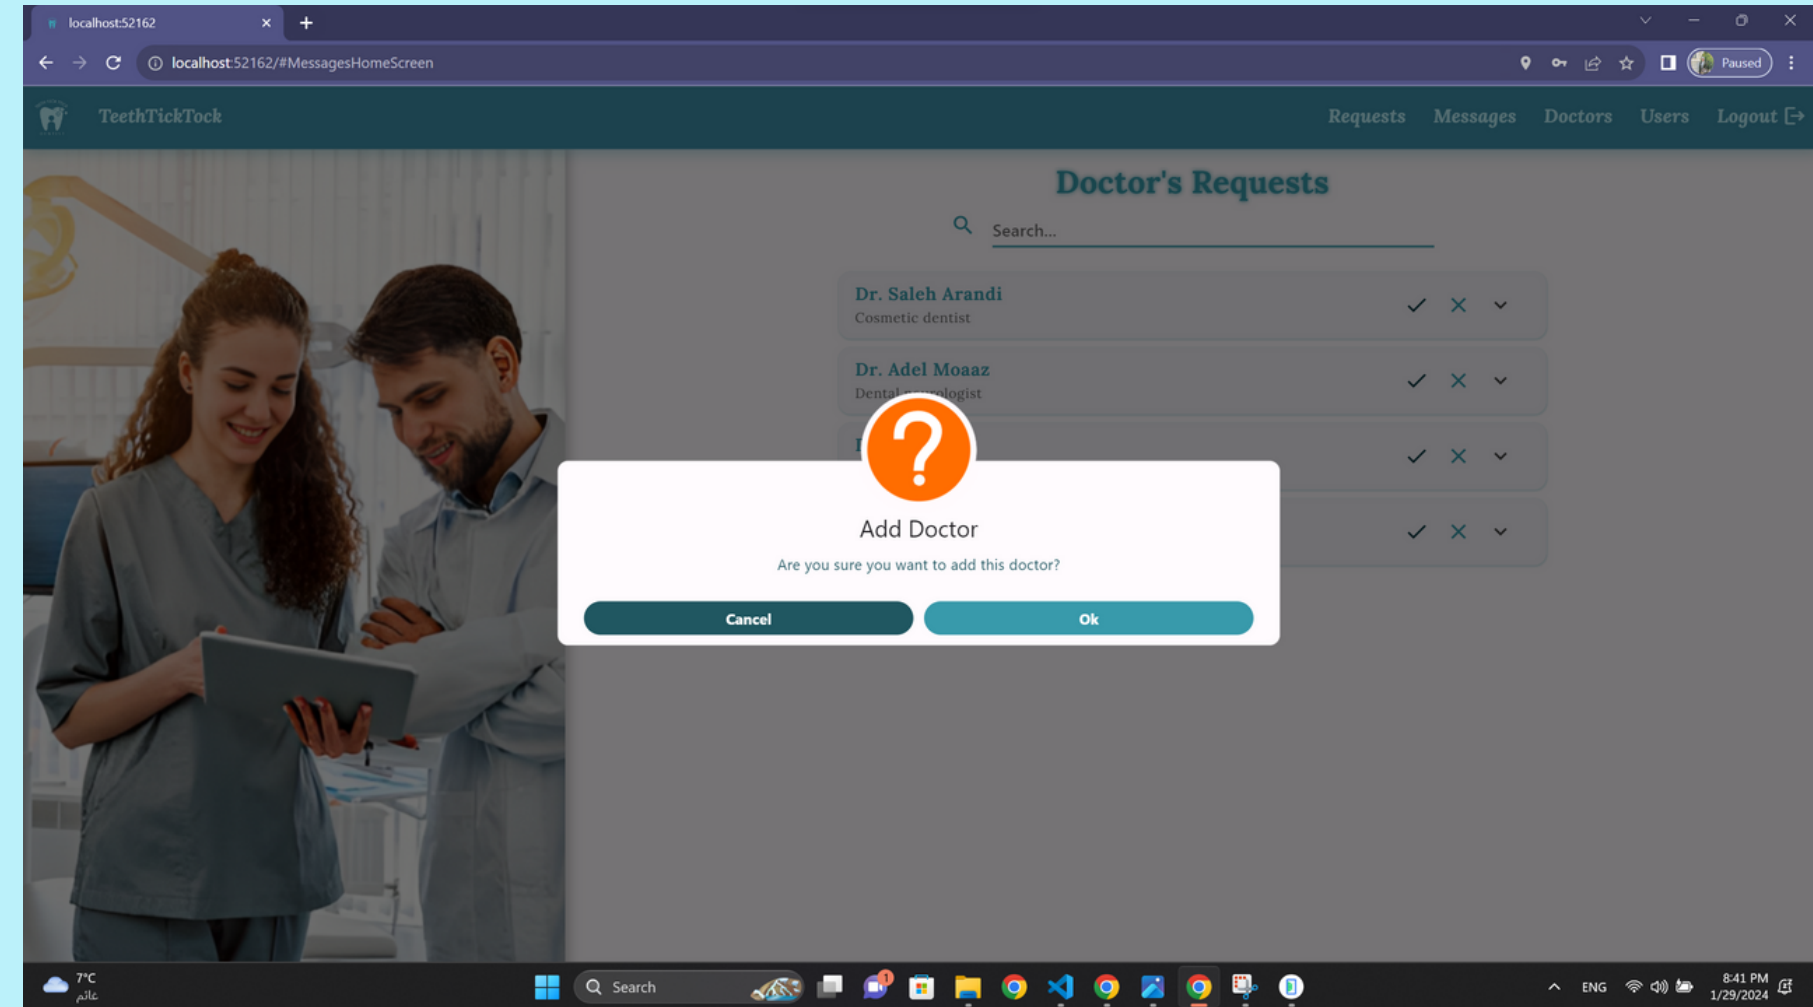 localhost:52162
localhost:52162/#MessagesHomeScreen
Paused
TeethTickTock
Requests Messages Doctors Users Logout
Doctor's Requests
Search...
Dr. Saleh Arandi
Cosmetic dentist
Dr. Adel Moaaz
Dental
?
Add Doctor
Are you sure you want to add this doctor?
Cancel
Ok
7°C
غائم
Search
1
ENG
8:41 PM
1/29/2024